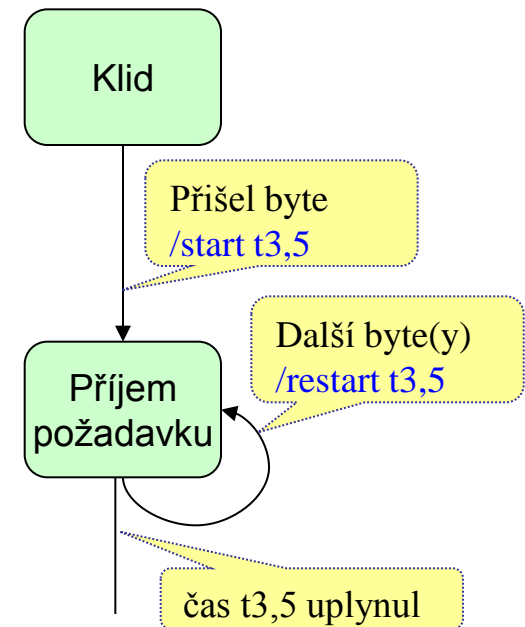 Klid
Přišel byte
/start t3,5
Další byte(y)
/restart t3,5
Příjem
požadavku
čas t3,5 uplynul